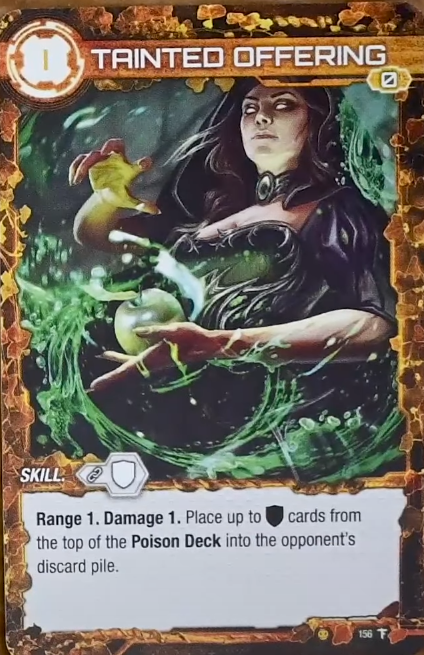 I
TAINTED OFFERING
SKILL.
Range 1. Damage 1. Place up to cards from
the top of the Poison Deck into the opponent's
discard pile.
156 F